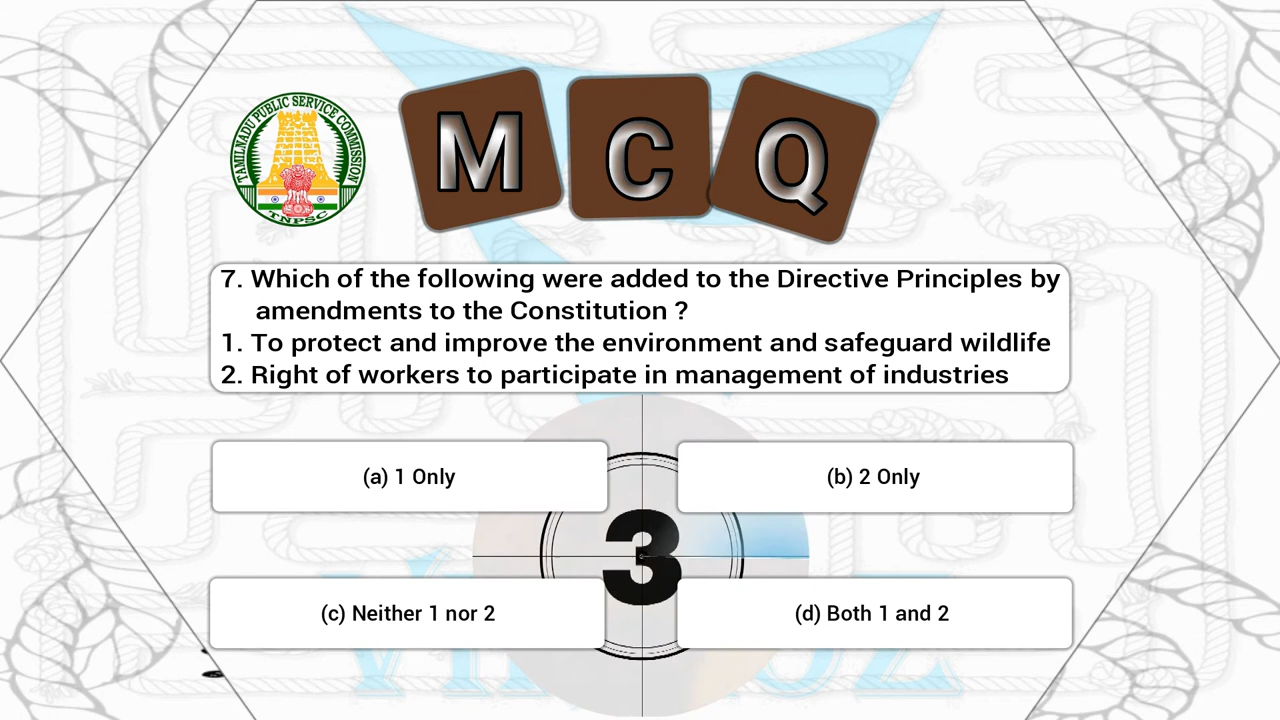 TAMILNADU PUBLIC SERVICE COMMISSION
TNPSC
M C Q
7. Which of the following were added to the Directive Principles by
amendments to the Constitution ?
1. To protect and improve the environment and safeguard wildlife
2. Right of workers to participate in management of industries
(a) 1 Only
(b) 2 Only
3
(c) Neither 1 nor 2
(d) Both 1 and 2